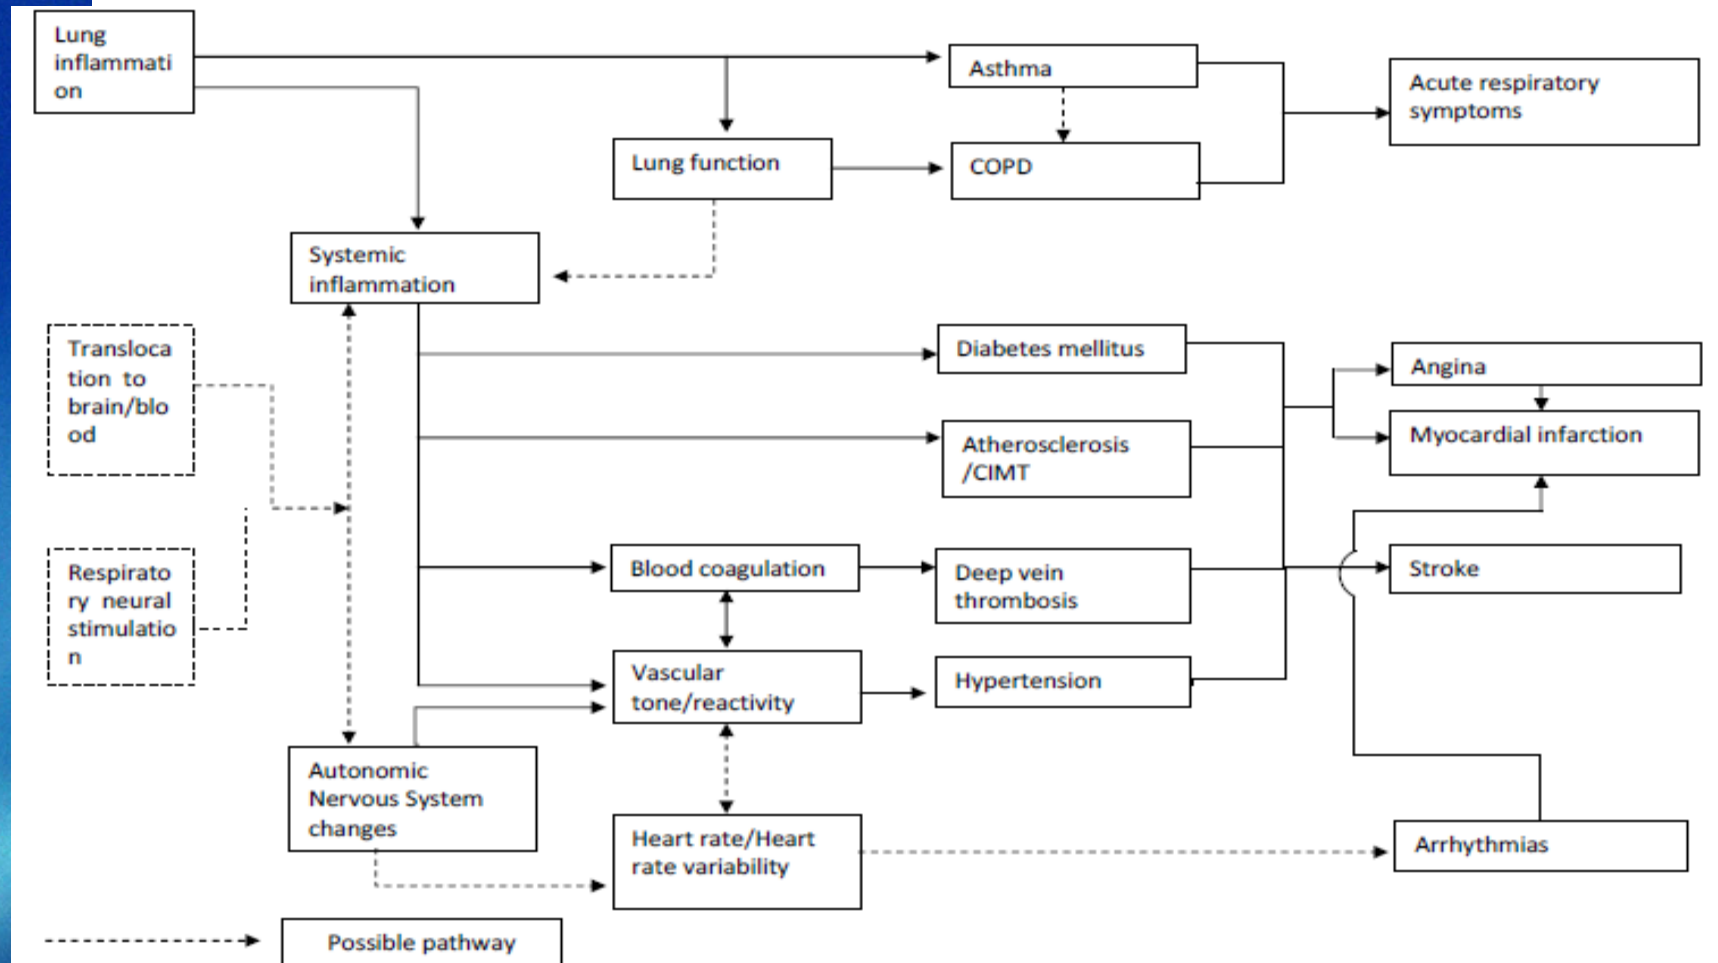 Lung
inflammati
on
Asthma
Acute respiratory
symptoms
Lung function
COPD
Systemic
inflammation
Transloca
tion to
brain/blo
od
Diabetes mellitus
Angina
Atherosclerosis
/CIMT
Myocardial infarction
Respirato
ry neural
stimulatio
n
Blood coagulation
Deep vein
thrombosis
Stroke
Vascular
tone/reactivity
Hypertension
Autonomic
Nervous System
changes
Heart rate/Heart
rate variability
Arrhythmias
Possible pathway